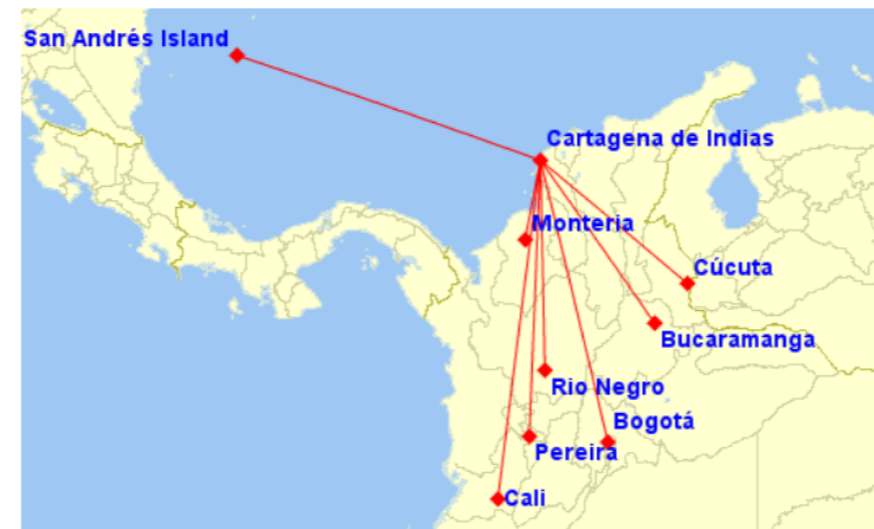 San Andrés Island
Cartagena de Indias
Monteria
Cúcuta
Bucaramanga
Rio Negro
Bogotá
Pereira
Cali